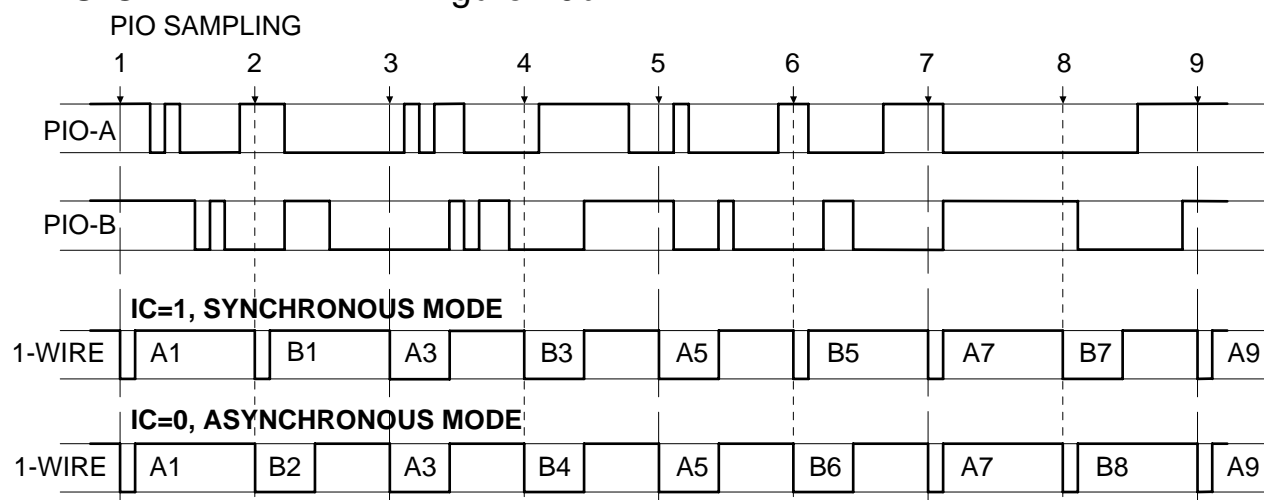 PIO SAMPLING
1 2 3 4 5 6 7 8 9
PIO-A
PIO-B
IC=1, SYNCHRONOUS MODE
1-WIRE A1 B1 A3 B3 A5 B5 A7 B7 A9
IC=0, ASYNCHRONOUS MODE
1-WIRE A1 B2 A3 B4 A5 B6 A7 B8 A9